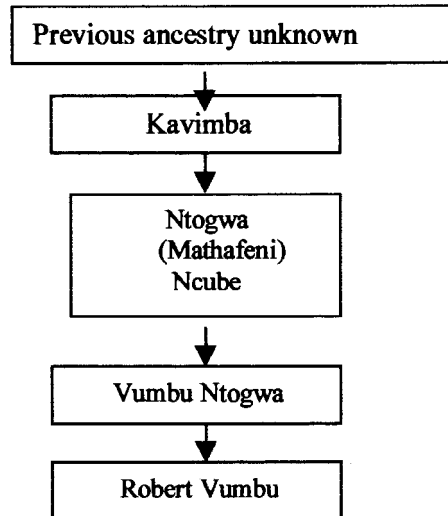 Previous ancestry unknown
Kavimba
Ntogwa
(Mathafeni)
Ncube
Vumbu Ntogwa
Robert Vumbu